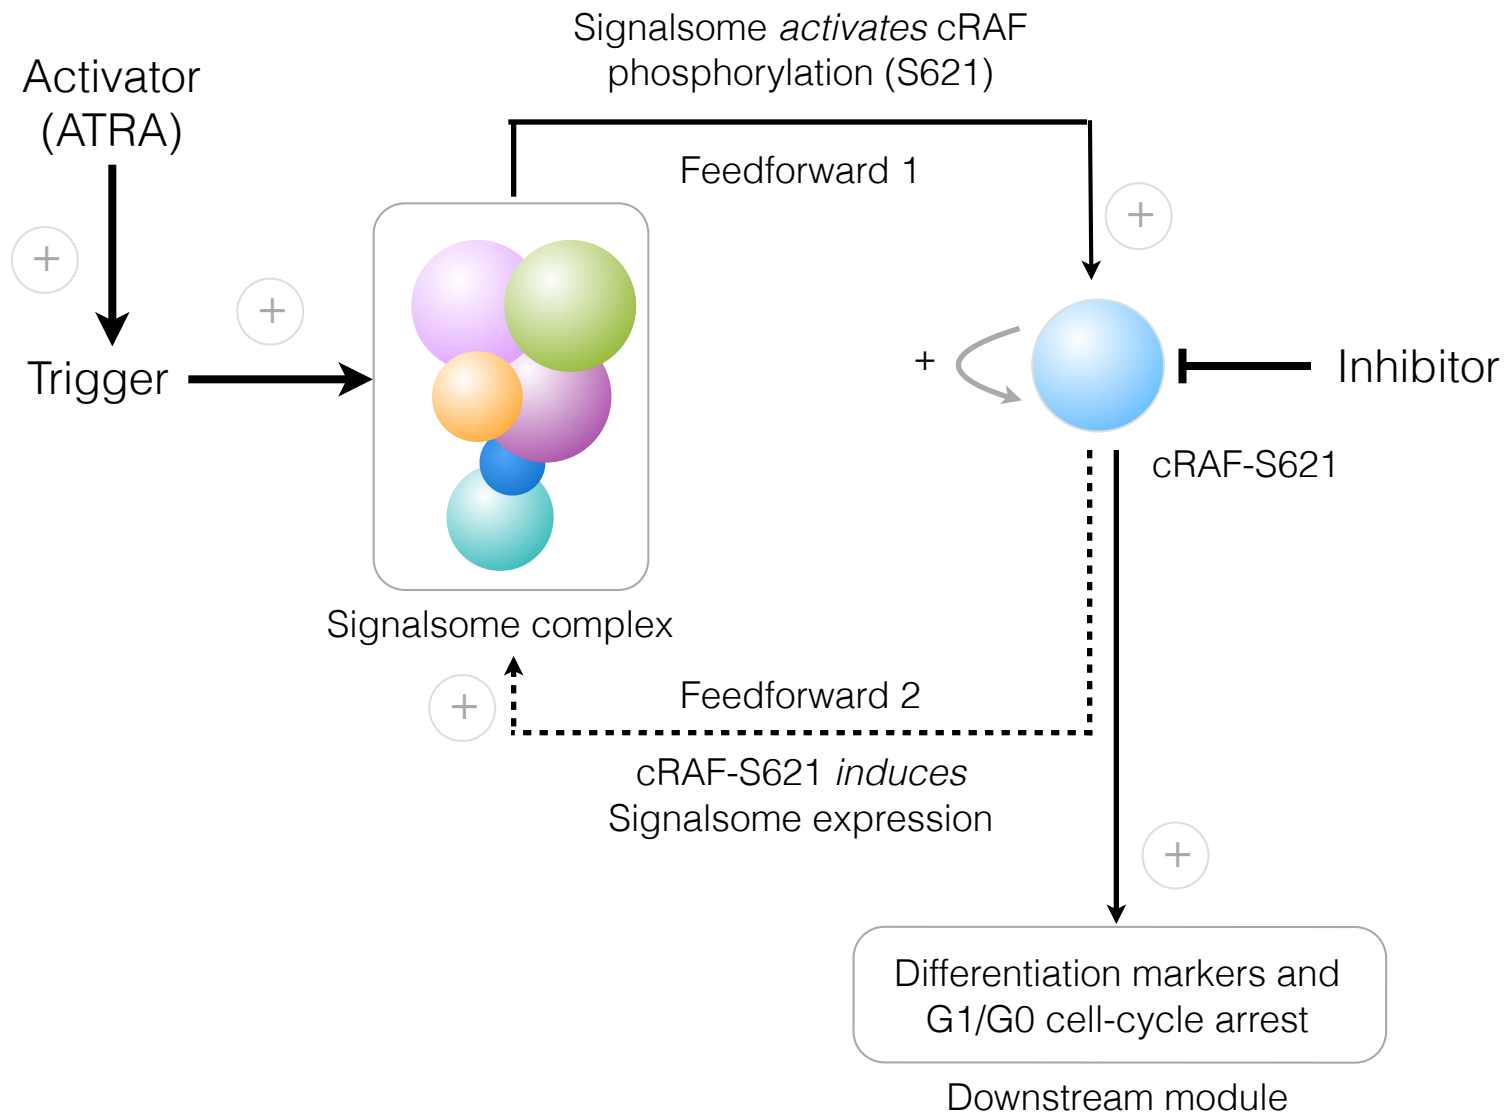 Signalsome activates cRAF
phosphorylation (S621)
Activator
(ATRA)
Feedforward 1
+
+
+
Trigger
+
Inhibitor
cRAF-S621
Signalsome complex
+
Feedforward 2
cRAF-S621 induces
Signalsome expression
+
Differentiation markers and
G1/G0 cell-cycle arrest
Downstream module